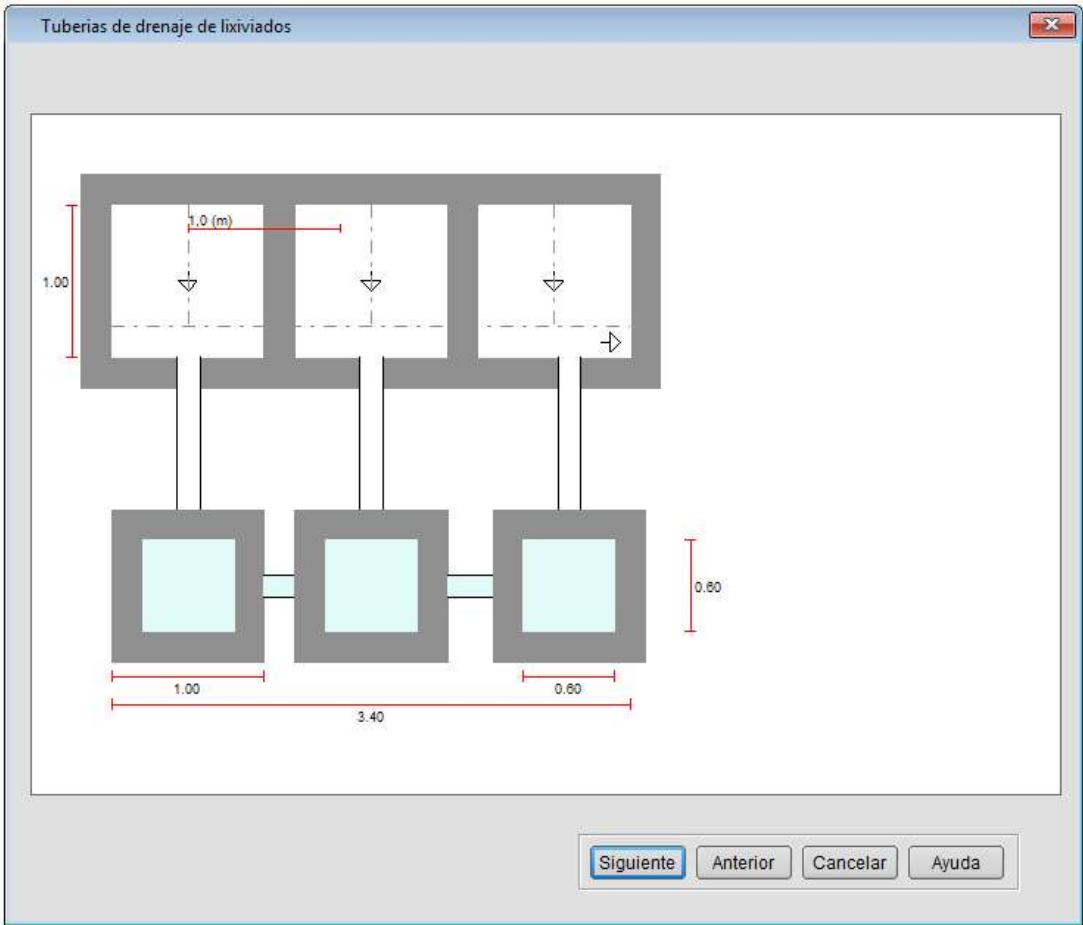 Tuberias de drenaje de lixiviados
1,0 (m)
1.00
0.60
1.00
0.60
3.40
Siguiente
Anterior
Cancelar
Ayuda